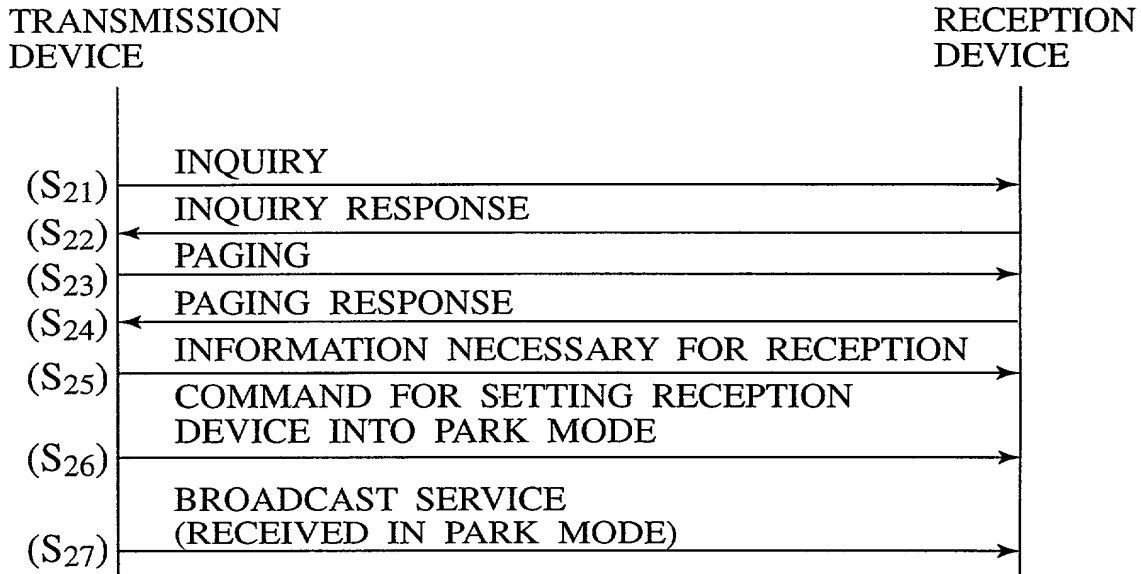 TRANSMISSION
DEVICE
RECEPTION
DEVICE
INQUIRY
(S21)
INQUIRY RESPONSE
(S22)
PAGING
(S23)
PAGING RESPONSE
(S24)
INFORMATION NECESSARY FOR RECEPTION
(S25)
COMMAND FOR SETTING RECEPTION
DEVICE INTO PARK MODE
(S26)
BROADCAST SERVICE
(RECEIVED IN PARK MODE)
(S27)